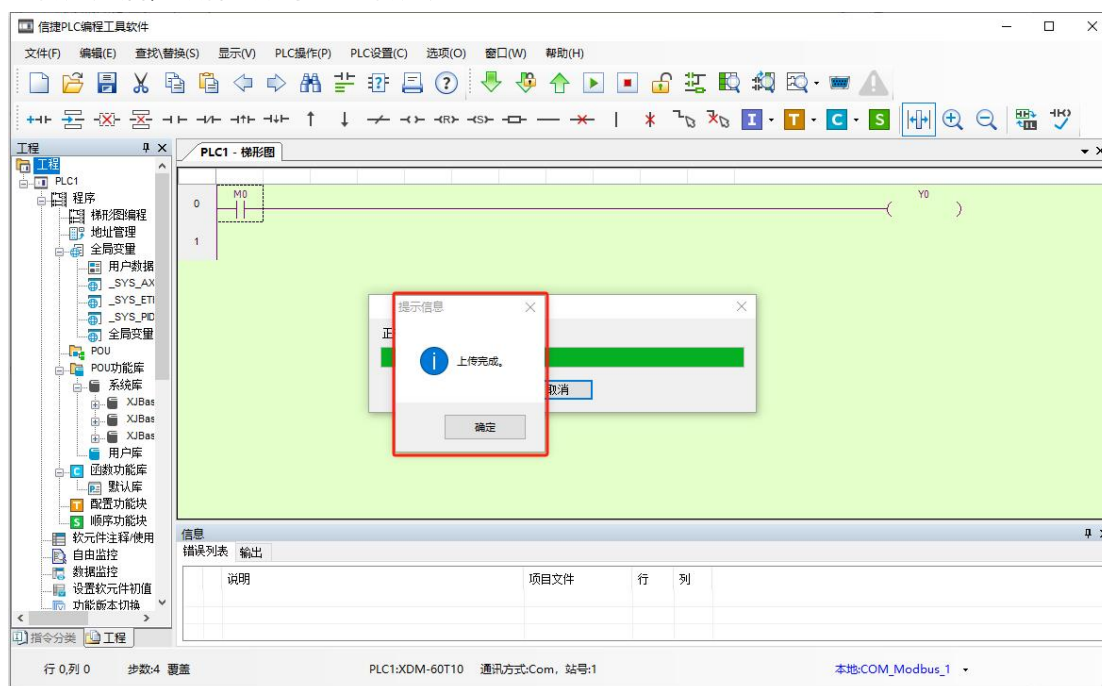 信捷PLC编程工具软件
文件(F) 编辑(E) 查找\替换(S) 显示(V) PLC操作(P) PLC设置(C) 选项(O) 窗口(W) 帮助(H)
I T C S
工程
PLC1 - 梯形图
工程
PLC1
程序
梯形图编程
地址管理
全局变量
用户数据
_SYS_AX
_SYS_ETI
_SYS_PID
全局变量
POU
POU功能库
系统库
XJBas
XJBas
XJBas
用户库
函数功能库
默认库
配置功能块
顺序功能块
软元件注释/使用
自由监控
数据监控
设置软元件初值
功能版本切换
指令分类 工程
0 M0 Y0
1
提示信息
正
上传完成。
取消
确定
信息
错误列表 输出
说明 项目文件 行 列
行 0,列 0 步数:4 覆盖 PLC1:XDM-60T10 通讯方式:Com, 站号:1 本地:COM_Modbus_1